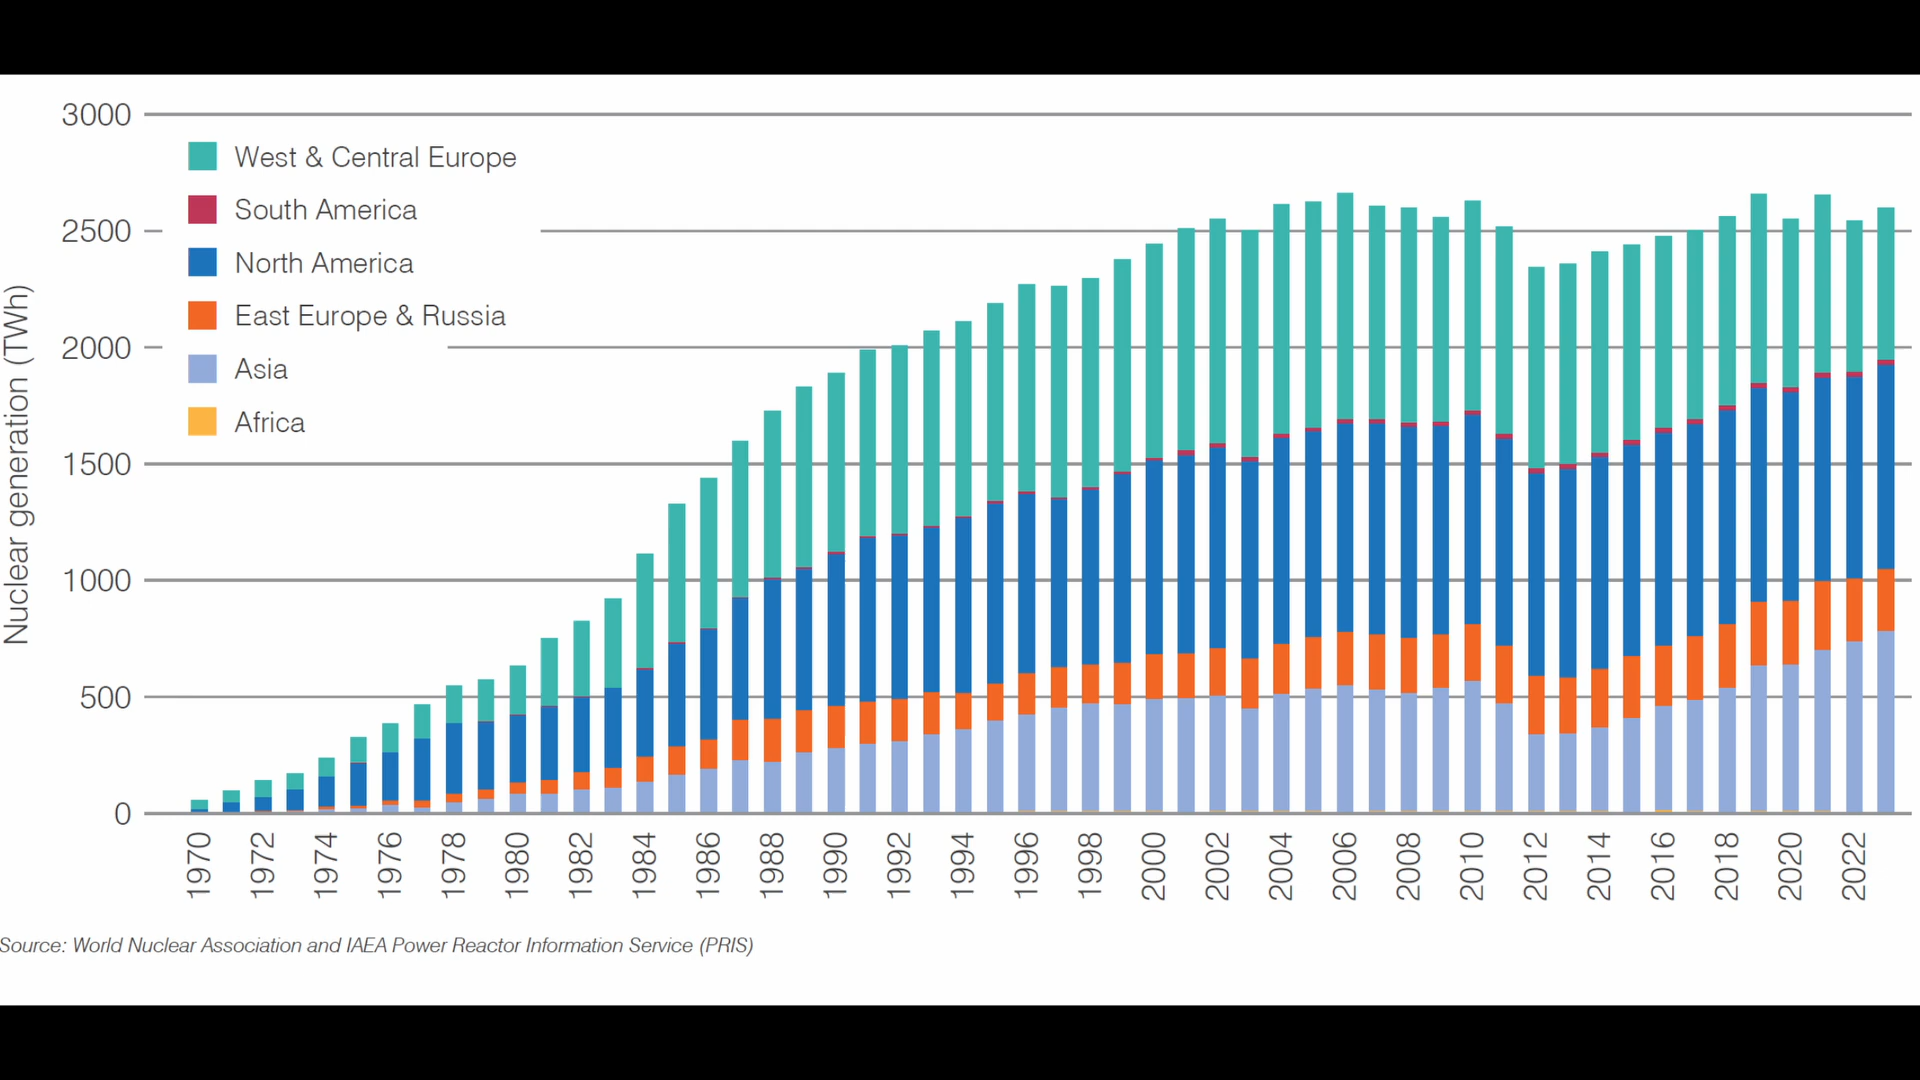 3000
West & Central Europe
South America
2500
North America
East Europe & Russia
2000
Asia
Africa
1500
1000
500
0
Nuclear generation (TWh)
1970 1972 1974 1976 1978 1980 1982 1984 1986 1988 1990 1992 1994 1996 1998 2000 2002 2004 2006 2008 2010 2012 2014 2016 2018 2020 2022
Source: World Nuclear Association and IAEA Power Reactor Information Service (PRIS)